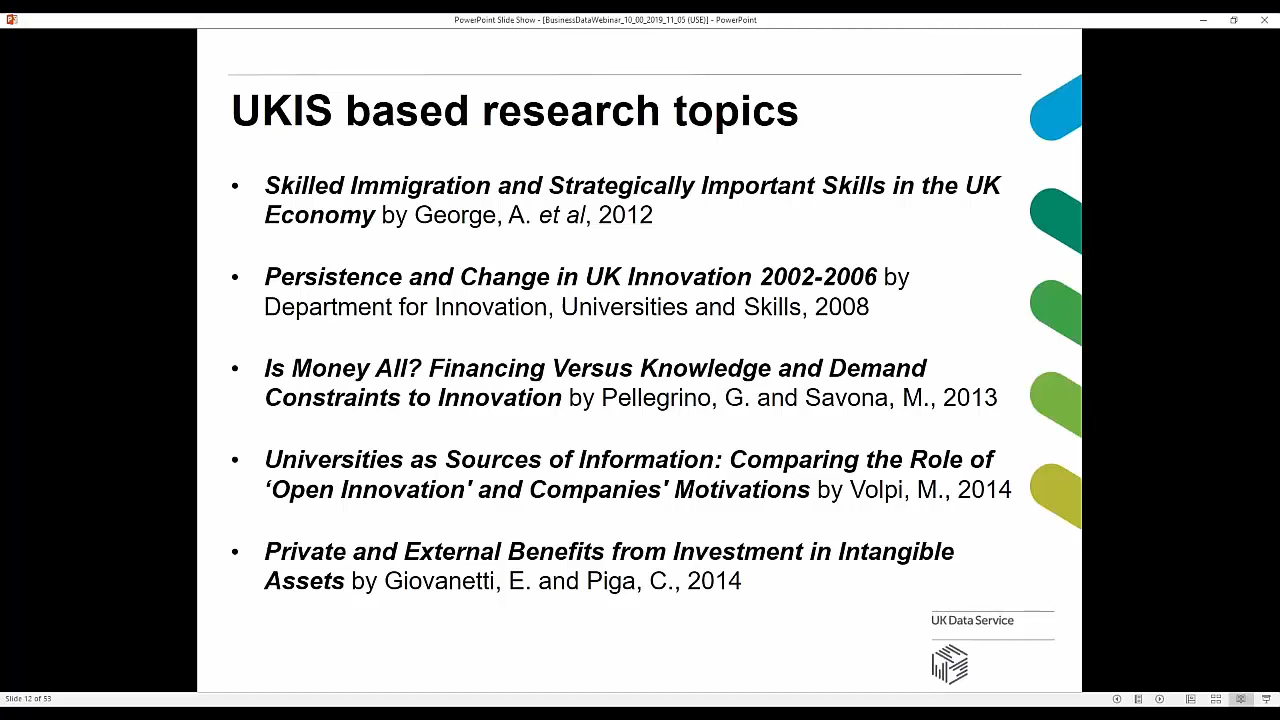 PowerPoint Slide Show - [BusinessDataWebinar_10_00_2019_11_05 (USE)] - PowerPoint
UKIS based research topics
• Skilled Immigration and Strategically Important Skills in the UK
Economy by George, A. et al, 2012
• Persistence and Change in UK Innovation 2002-2006 by
Department for Innovation, Universities and Skills, 2008
• Is Money All? Financing Versus Knowledge and Demand
Constraints to Innovation by Pellegrino, G. and Savona, M., 2013
• Universities as Sources of Information: Comparing the Role of
‘Open Innovation' and Companies' Motivations by Volpi, M., 2014
• Private and External Benefits from Investment in Intangible
Assets by Giovanetti, E. and Piga, C., 2014
UK Data Service
Slide 12 of 53